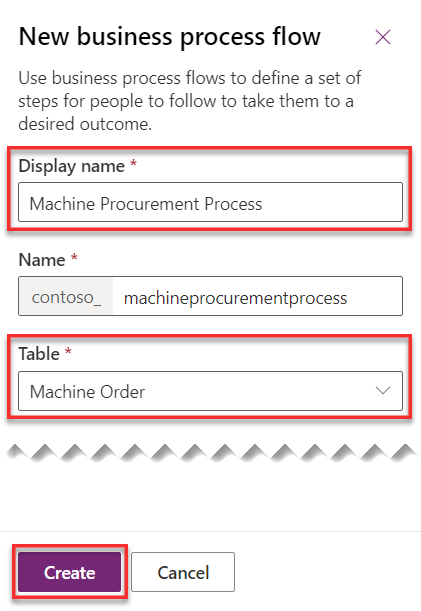 New business process flow
Use business process flows to define a set of
steps for people to follow to take them to a
desired outcome.
Display name *
Machine Procurement Process
Name *
contoso_ machineprocurementprocess
Table *
Machine Order
Create Cancel